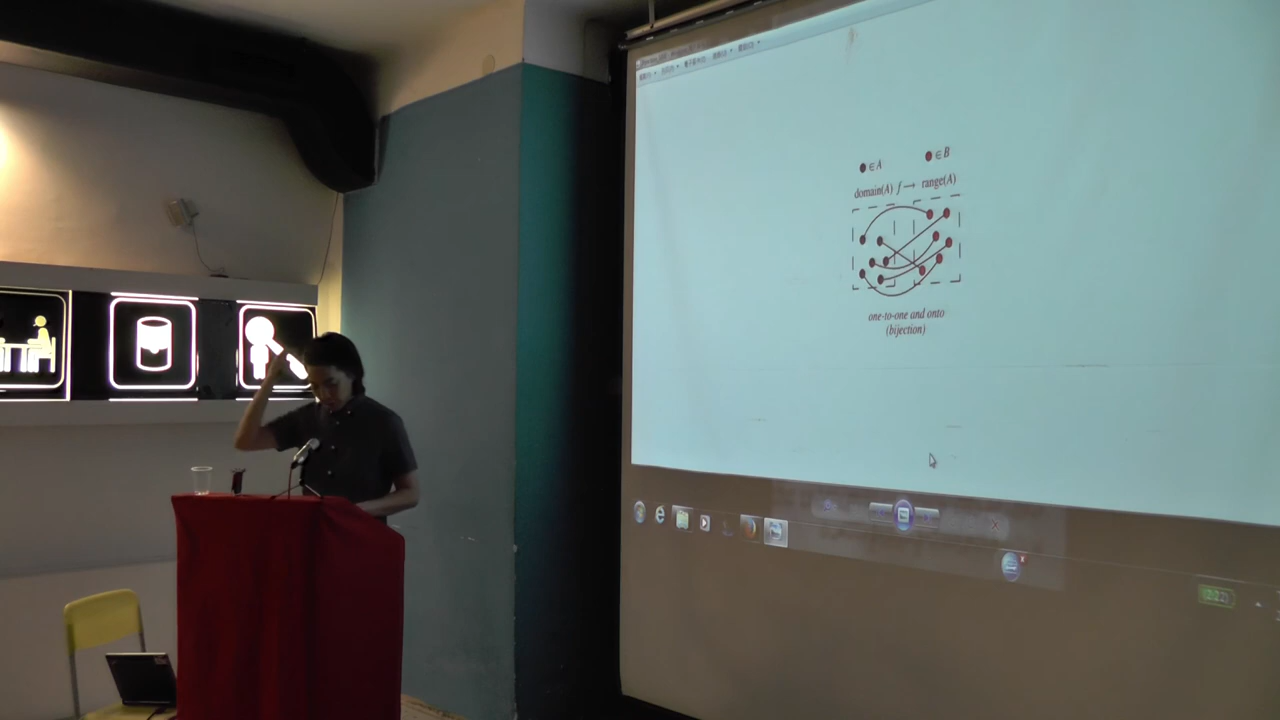 ∈A ∈B
domain(A) f→ range(A)
one-to-one and onto
(bijection)